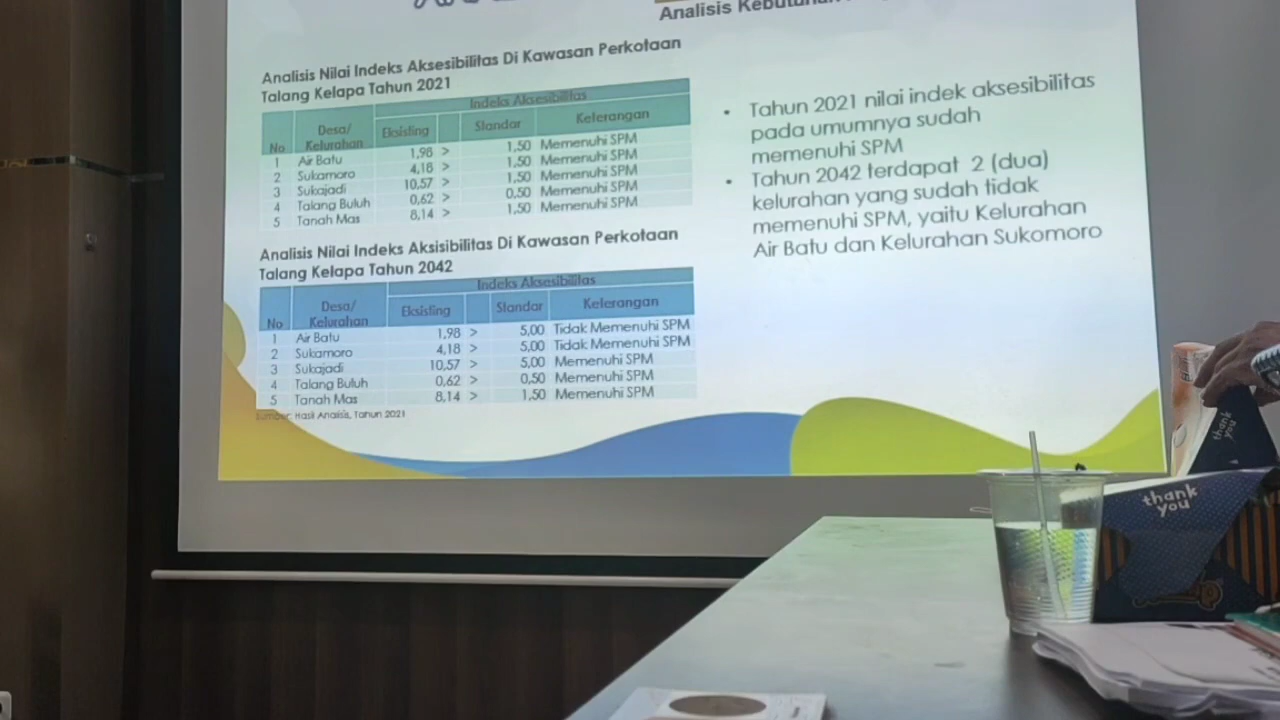 Analisis Kebutuhan
Analisis Nilai Indeks Aksesibilitas Di Kawasan Perkotaan
Talang Kelapa Tahun 2021
No Desa/ Kelurahan Indeks Aksesibilitas
Eksisting Standar Keterangan
1 Air Batu 1,98 > 1,50 Memenuhi SPM
2 Sukamoro 4,18 > 1,50 Memenuhi SPM
3 Sukajadi 10,57 > 1,50 Memenuhi SPM
4 Talang Buluh 0,62 > 0,50 Memenuhi SPM
5 Tanah Mas 8,14 > 1,50 Memenuhi SPM
Analisis Nilai Indeks Aksisibilitas Di Kawasan Perkotaan
Talang Kelapa Tahun 2042
No Desa/ Kelurahan Indeks Aksesibilitas
Eksisting Standar Keterangan
1 Air Batu 1,98 > 5,00 Tidak Memenuhi SPM
2 Sukamoro 4,18 > 5,00 Tidak Memenuhi SPM
3 Sukajadi 10,57 > 5,00 Memenuhi SPM
4 Talang Buluh 0,62 > 0,50 Memenuhi SPM
5 Tanah Mas 8,14 > 1,50 Memenuhi SPM
Sumber: Hasil Analisis, Tahun 2021
• Tahun 2021 nilai indek aksesibilitas
pada umumnya sudah
memenuhi SPM
• Tahun 2042 terdapat 2 (dua)
kelurahan yang sudah tidak
memenuhi SPM, yaitu Kelurahan
Air Batu dan Kelurahan Sukomoro
thank
you
thank
you